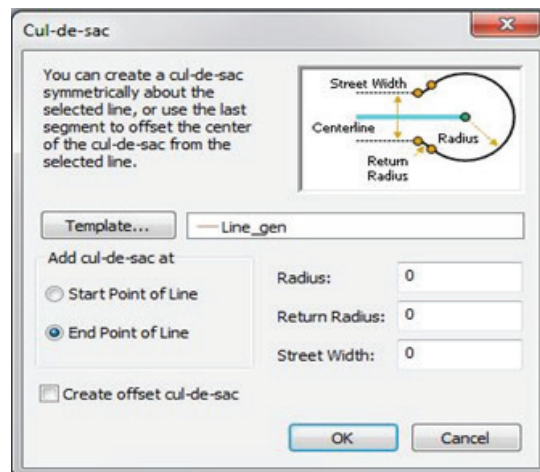 Cul-de-sac
You can create a cul-de-sac
symmetrically about the
selected line, or use the last
segment to offset the center
of the cul-de-sac from the
selected line.
Street Width
Centerline
Radius
Return
Radius
Template...
Line_gen
Add cul-de-sac at
Start Point of Line
End Point of Line
Radius: 0
Return Radius: 0
Street Width: 0
Create offset cul-de-sac
OK Cancel